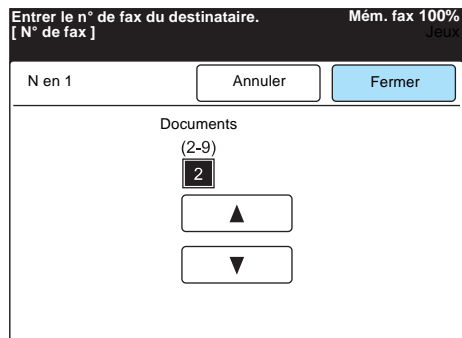 Entrer le n° de fax du destinataire. Mém. fax 100%
[ N° de fax ] Jeux
N en 1 Annuler Fermer
Documents
(2-9)
2